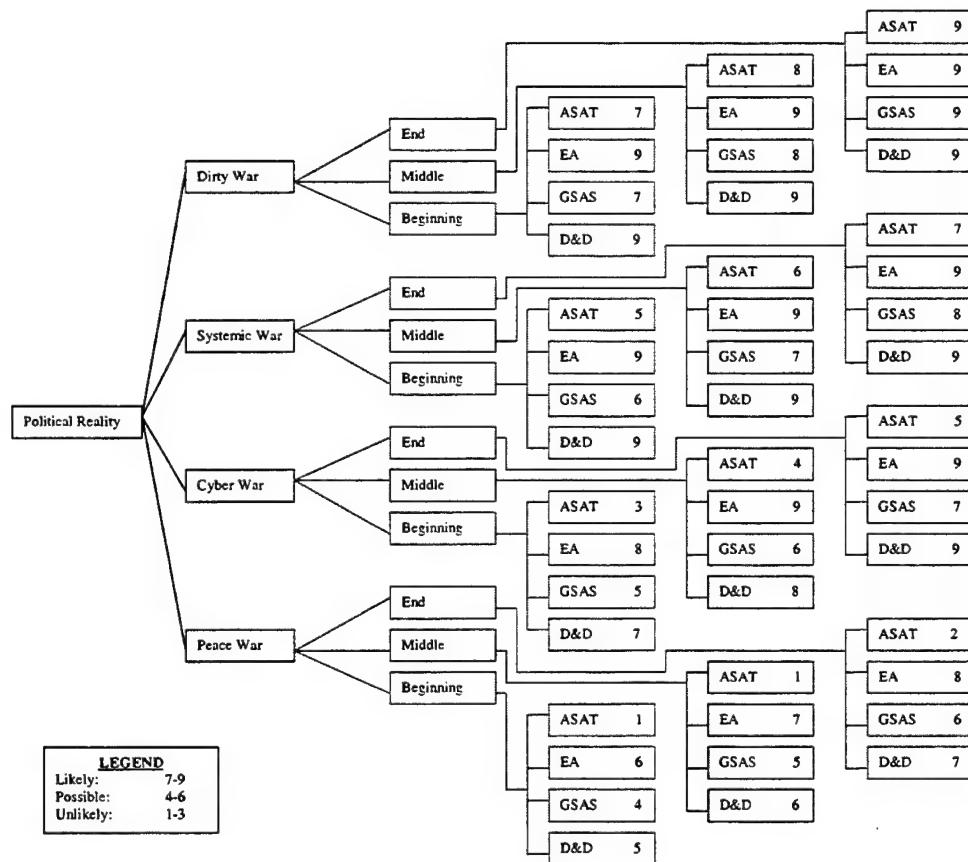 Political Reality
Dirty War
End
Middle
Beginning
ASAT 7
EA 9
GSAS 7
D&D 9
ASAT 8
EA 9
GSAS 8
D&D 9
ASAT 9
EA 9
GSAS 9
D&D 9
Systemic War
End
Middle
Beginning
ASAT 5
EA 9
GSAS 6
D&D 9
ASAT 6
EA 9
GSAS 7
D&D 9
ASAT 7
EA 9
GSAS 8
D&D 9
Cyber War
End
Middle
Beginning
ASAT 3
EA 8
GSAS 5
D&D 7
ASAT 4
EA 9
GSAS 6
D&D 8
ASAT 5
EA 9
GSAS 7
D&D 9
Peace War
End
Middle
Beginning
ASAT 1
EA 6
GSAS 4
D&D 5
ASAT 1
EA 7
GSAS 5
D&D 6
ASAT 2
EA 8
GSAS 6
D&D 7
LEGEND
Likely: 7-9
Possible: 4-6
Unlikely: 1-3